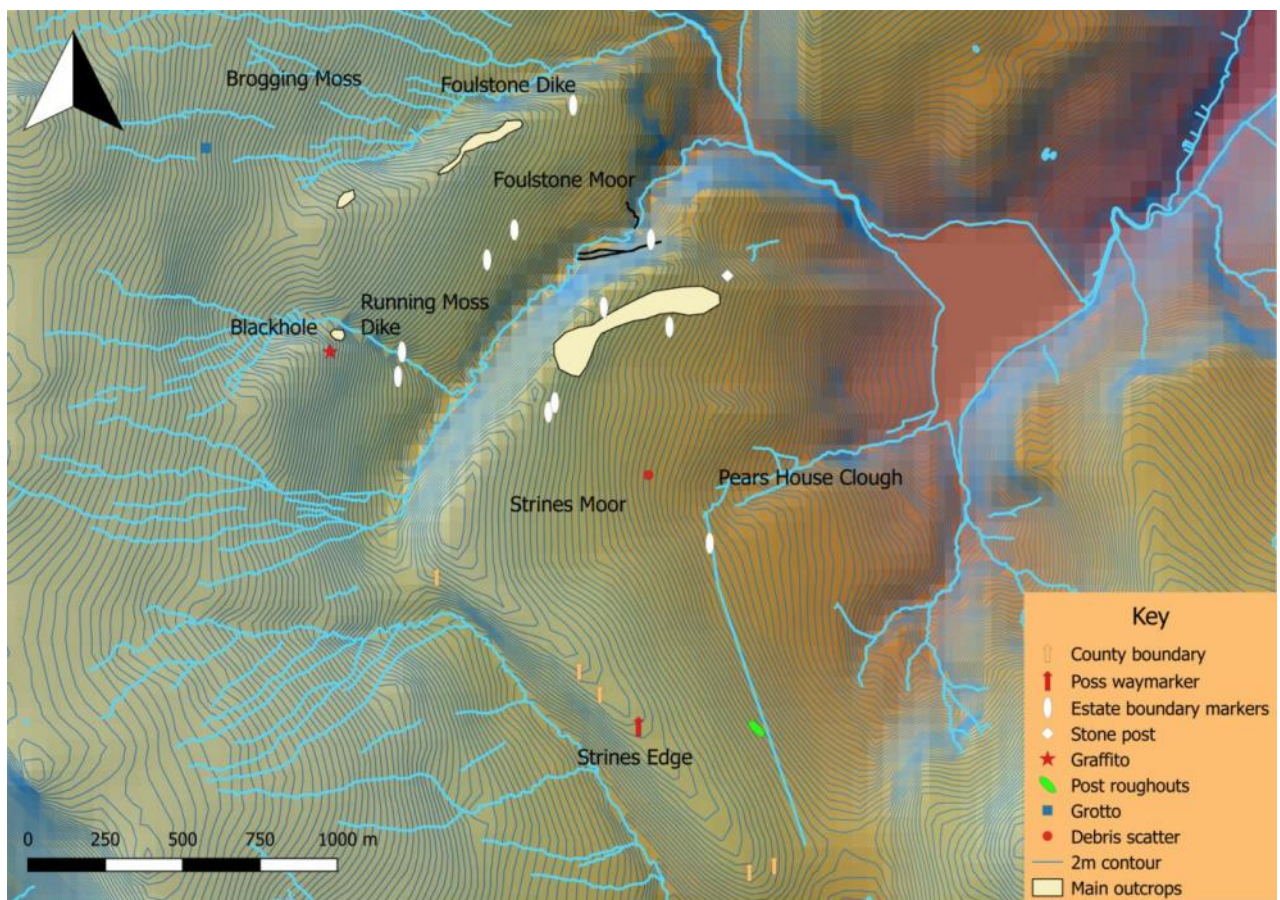 Brogging Moss
Foulstone Dike
Foulstone Moor
Running Moss
Blackhole
Dike
Pears House Clough
Strines Moor
Strines Edge
0 250 500 750 1000 m
Key
County boundary
Poss waymarker
Estate boundary markers
Stone post
Graffito
Post roughouts
Grotto
Debris scatter
2m contour
Main outcrops